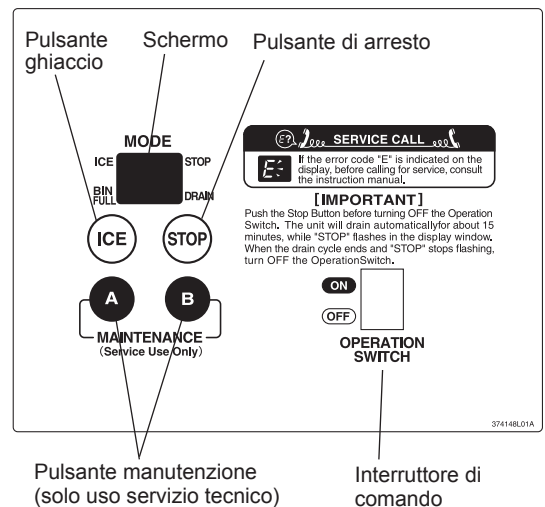 Pulsante
ghiaccio
Schermo
Pulsante di arresto
MODE
ICE
STOP
BIN
FULL
DRAIN
ICE
STOP
A
B
MAINTENANCE
(Service Use Only)
E?
SERVICE CALL
E
If the error code "E" is indicated on the
display, before calling for service, consult
the instruction manual.
[IMPORTANT]
Push the Stop Button before turning OFF the Operation
Switch. The unit will drain automaticallyfor about 15
minutes, while "STOP" flashes in the display window.
When the drain cycle ends and "STOP" stops flashing,
turn OFF the OperationSwitch.
ON
OFF
OPERATION
SWITCH
374148L01A
Pulsante manutenzione
(solo uso servizio tecnico)
Interruttore di
comando